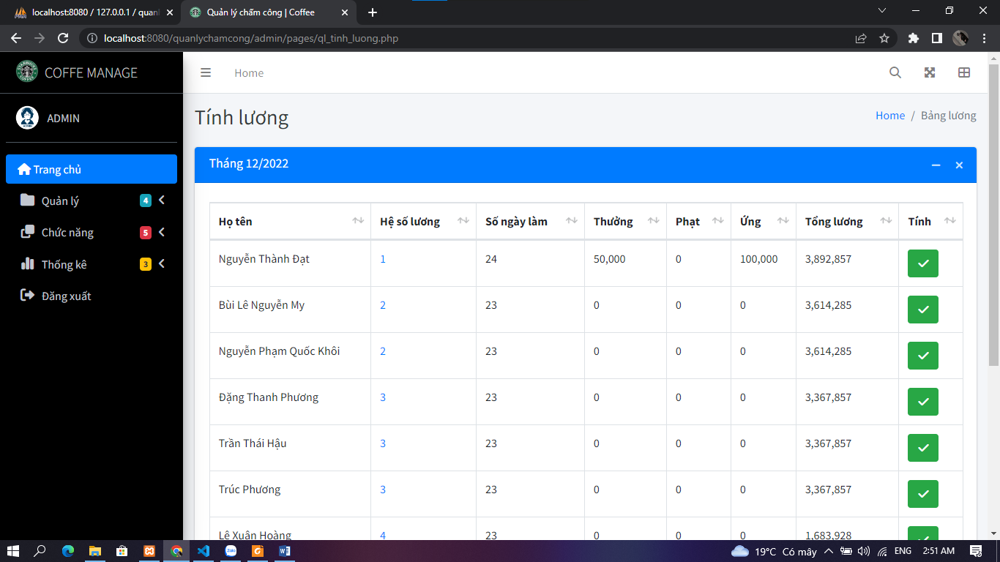 localhost:8080 / 127.0.0.1 / quanl
Quản lý chấm công | Coffee
localhost:8080/quanlychamcong/admin/pages/ql_tinh_luong.php
COFFE MANAGE
Home
ADMIN
Tính lương
Home / Bảng lương
Trang chủ
Quản lý 4
Chức năng 5
Thống kê 3
Đăng xuất
Tháng 12/2022
Họ tên Hệ số lương Số ngày làm Thưởng Phạt Ứng Tổng lương Tính
Nguyễn Thành Đạt 1 24 50,000 0 100,000 3,892,857
Bùi Lê Nguyễn My 2 23 0 0 0 3,614,285
Nguyễn Phạm Quốc Khôi 2 23 0 0 0 3,614,285
Đặng Thanh Phương 3 23 0 0 0 3,367,857
Trần Thái Hậu 3 23 0 0 0 3,367,857
Trúc Phương 3 23 0 0 0 3,367,857
Lê Xuân Hoàng 4 23 0 0 0 1,683,928
Zalo
19°C Có mây ENG 2:51 AM